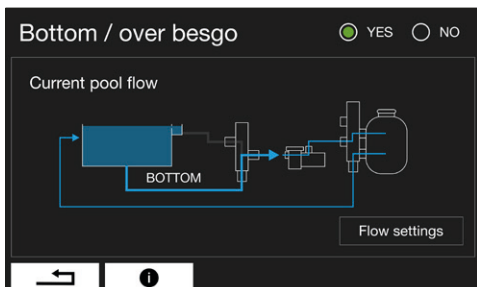 Bottom / over besgo
YES
NO
Current pool flow
BOTTOM
Flow settings